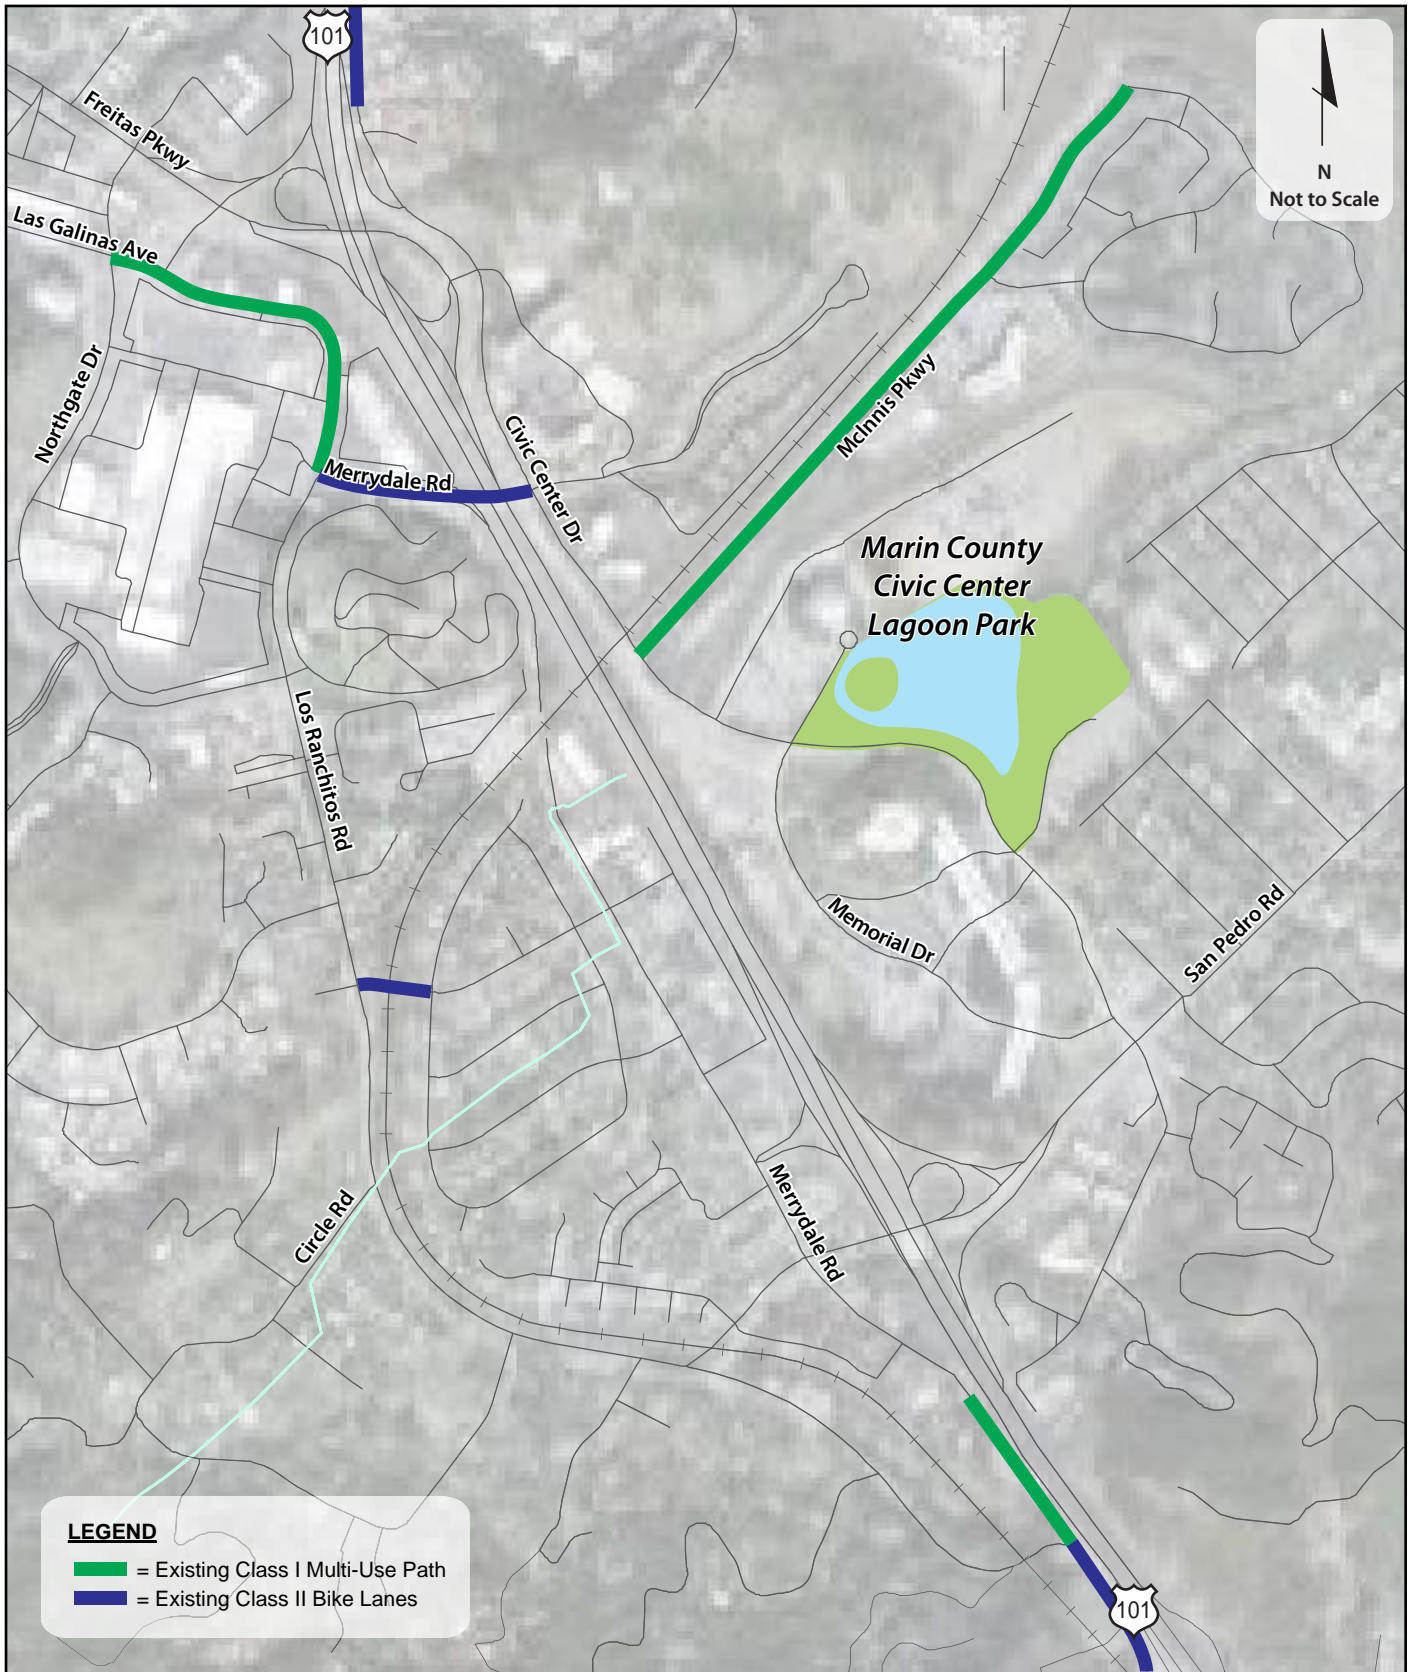 101
Freitas Pkwy
Las Galinas Ave
N
Not to Scale
Northgate Dr
McInnis Pkwy
Civic Center Dr
Merrydale Rd
Marin County
Civic Center
Lagoon Park
Los Ranchitos Rd
Memorial Dr
San Pedro Rd
Circle Rd
Merrydale Rd
LEGEND
= Existing Class I Multi-Use Path
= Existing Class II Bike Lanes
101